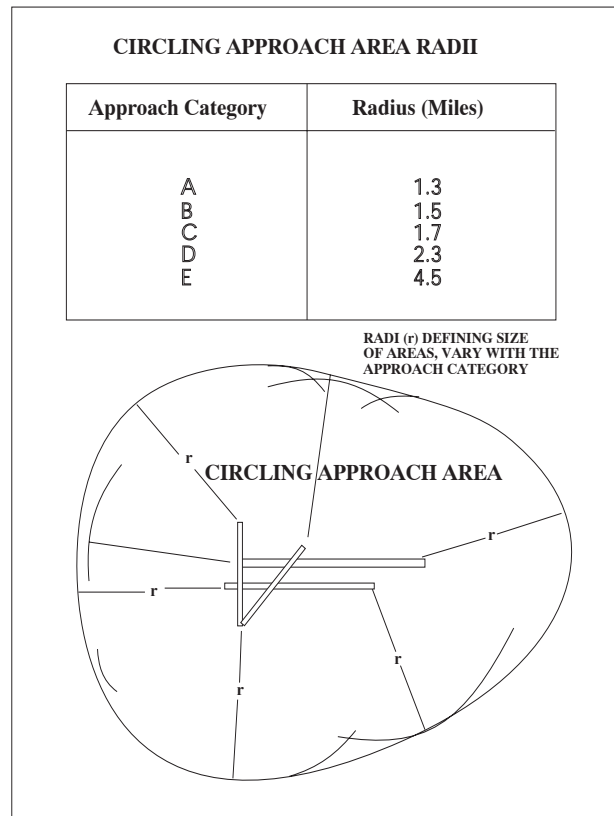 CIRCLING APPROACH AREA RADII
Approach Category Radius (Miles)
A 1.3
B 1.5
C 1.7
D 2.3
E 4.5
RADI (r) DEFINING SIZE
OF AREAS, VARY WITH THE
APPROACH CATEGORY
r
CIRCLING APPROACH AREA
r
r
r
r